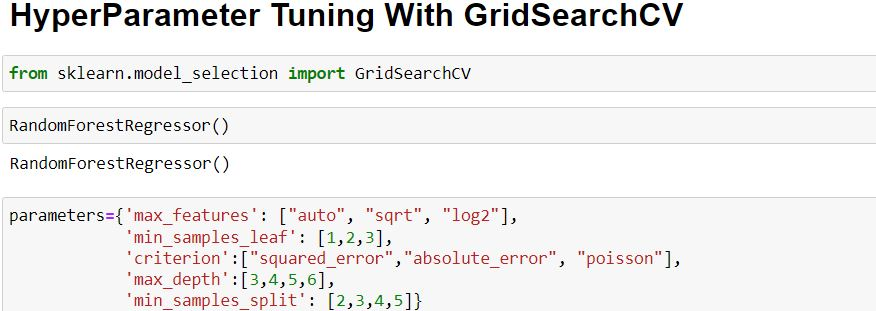 HyperParameter Tuning With GridSearchCV
from sklearn.model_selection import GridSearchCV
RandomForestRegressor()
RandomForestRegressor()
parameters={'max_features': ["auto", "sqrt", "log2"],
'min_samples_leaf': [1,2,3],
'criterion':["squared_error","absolute_error", "poisson"],
'max_depth':[3,4,5,6],
'min_samples_split': [2,3,4,5]}